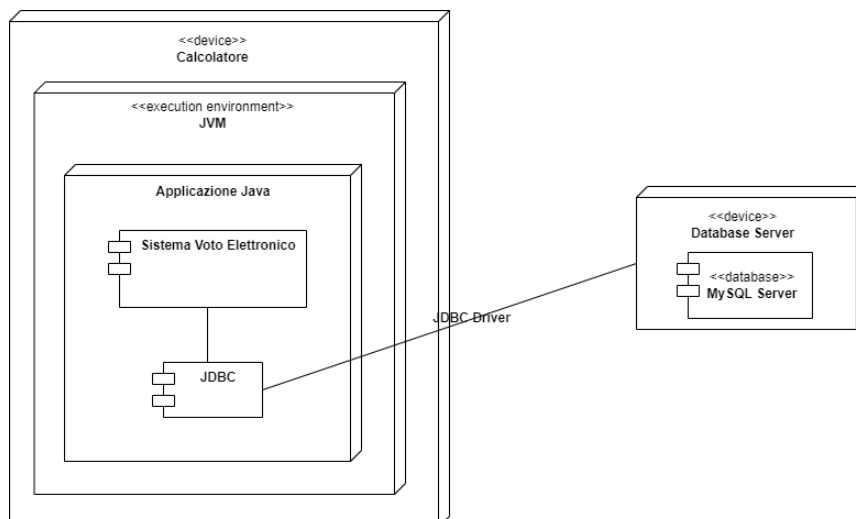 <<device>>
Calcolatore
<<execution environment>>
JVM
Applicazione Java
Sistema Voto Elettronico
JDBC
JDBC Driver
<<device>>
Database Server
<<database>>
MySQL Server